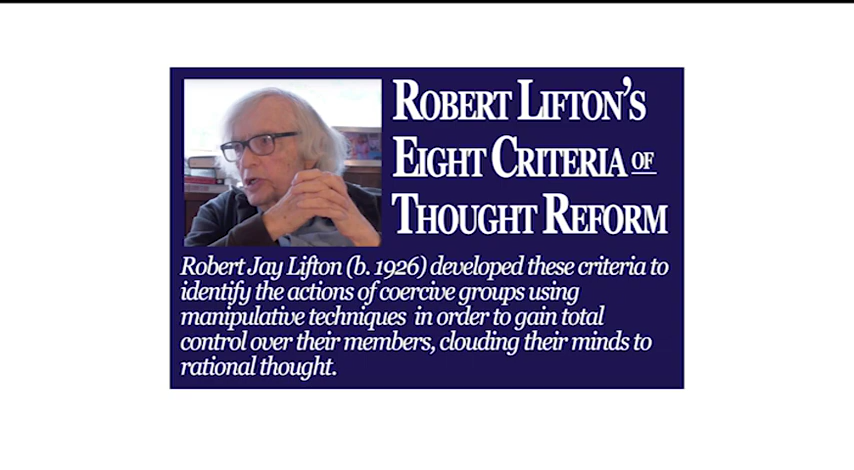 ROBERT LIFTON'S
EIGHT CRITERIA OF
THOUGHT REFORM
Robert Jay Lifton (b. 1926) developed these criteria to
identify the actions of coercive groups using
manipulative techniques in order to gain total
control over their members, clouding their minds to
rational thought.